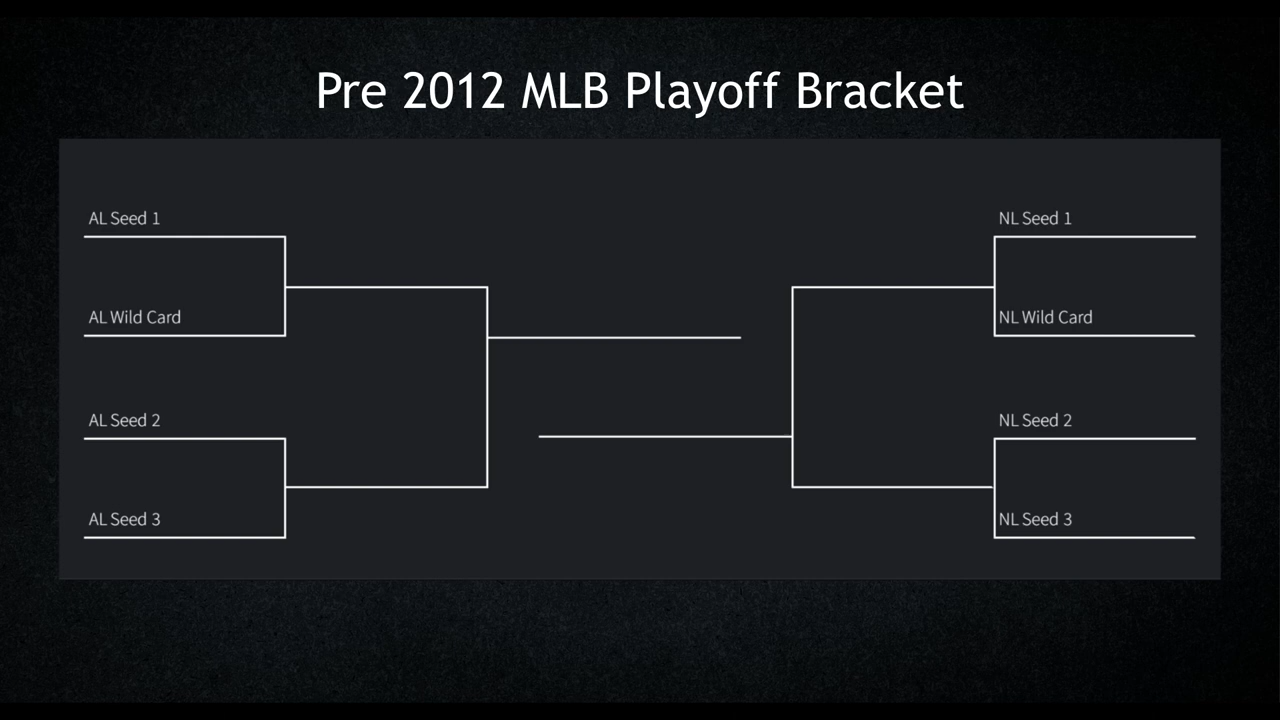 Pre 2012 MLB Playoff Bracket
AL Seed 1
AL Wild Card
AL Seed 2
AL Seed 3
NL Seed 1
NL Wild Card
NL Seed 2
NL Seed 3